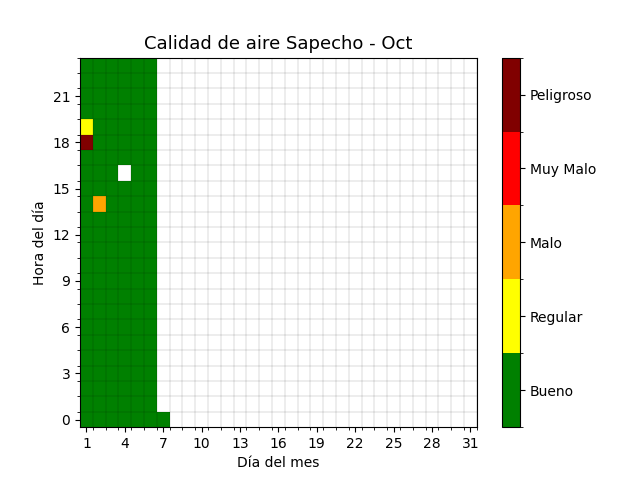 Calidad de aire Sapecho - Oct
Hora del día
21
18
15
12
9
6
3
0
1 4 7 10 13 16 19 22 25 28 31
Día del mes
Peligroso
Muy Malo
Malo
Regular
Bueno